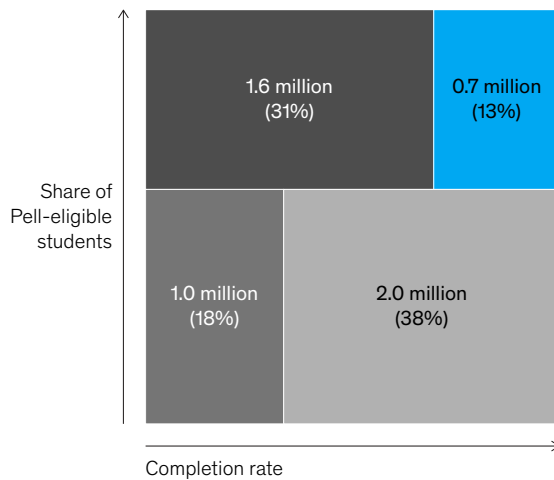 1.6 million
(31%)
0.7 million
(13%)
Share of
Pell-eligible
students
1.0 million
(18%)
2.0 million
(38%)
Completion rate